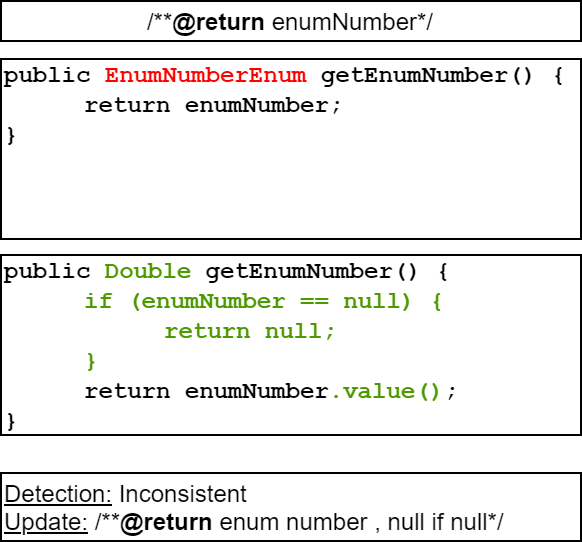 /**@return enumNumber*/
public EnumNumberEnum getEnumNumber() {
return enumNumber;
}
public Double getEnumNumber() {
if (enumNumber == null) {
return null;
}
return enumNumber.value();
}
Detection: Inconsistent
Update: /**@return enum number , null if null*/